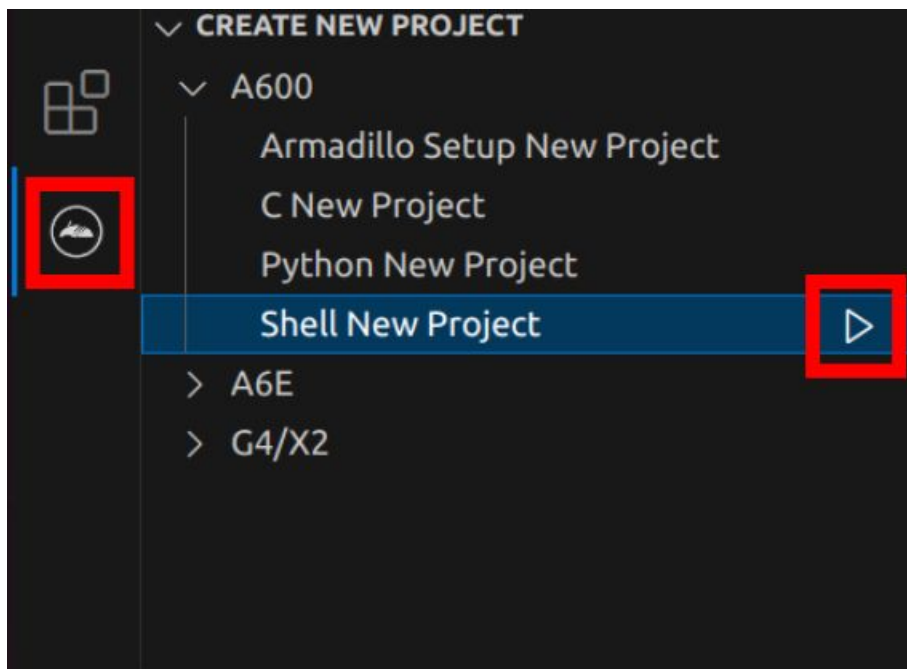 CREATE NEW PROJECT
A600
Armadillo Setup New Project
C New Project
Python New Project
Shell New Project
A6E
G4/X2